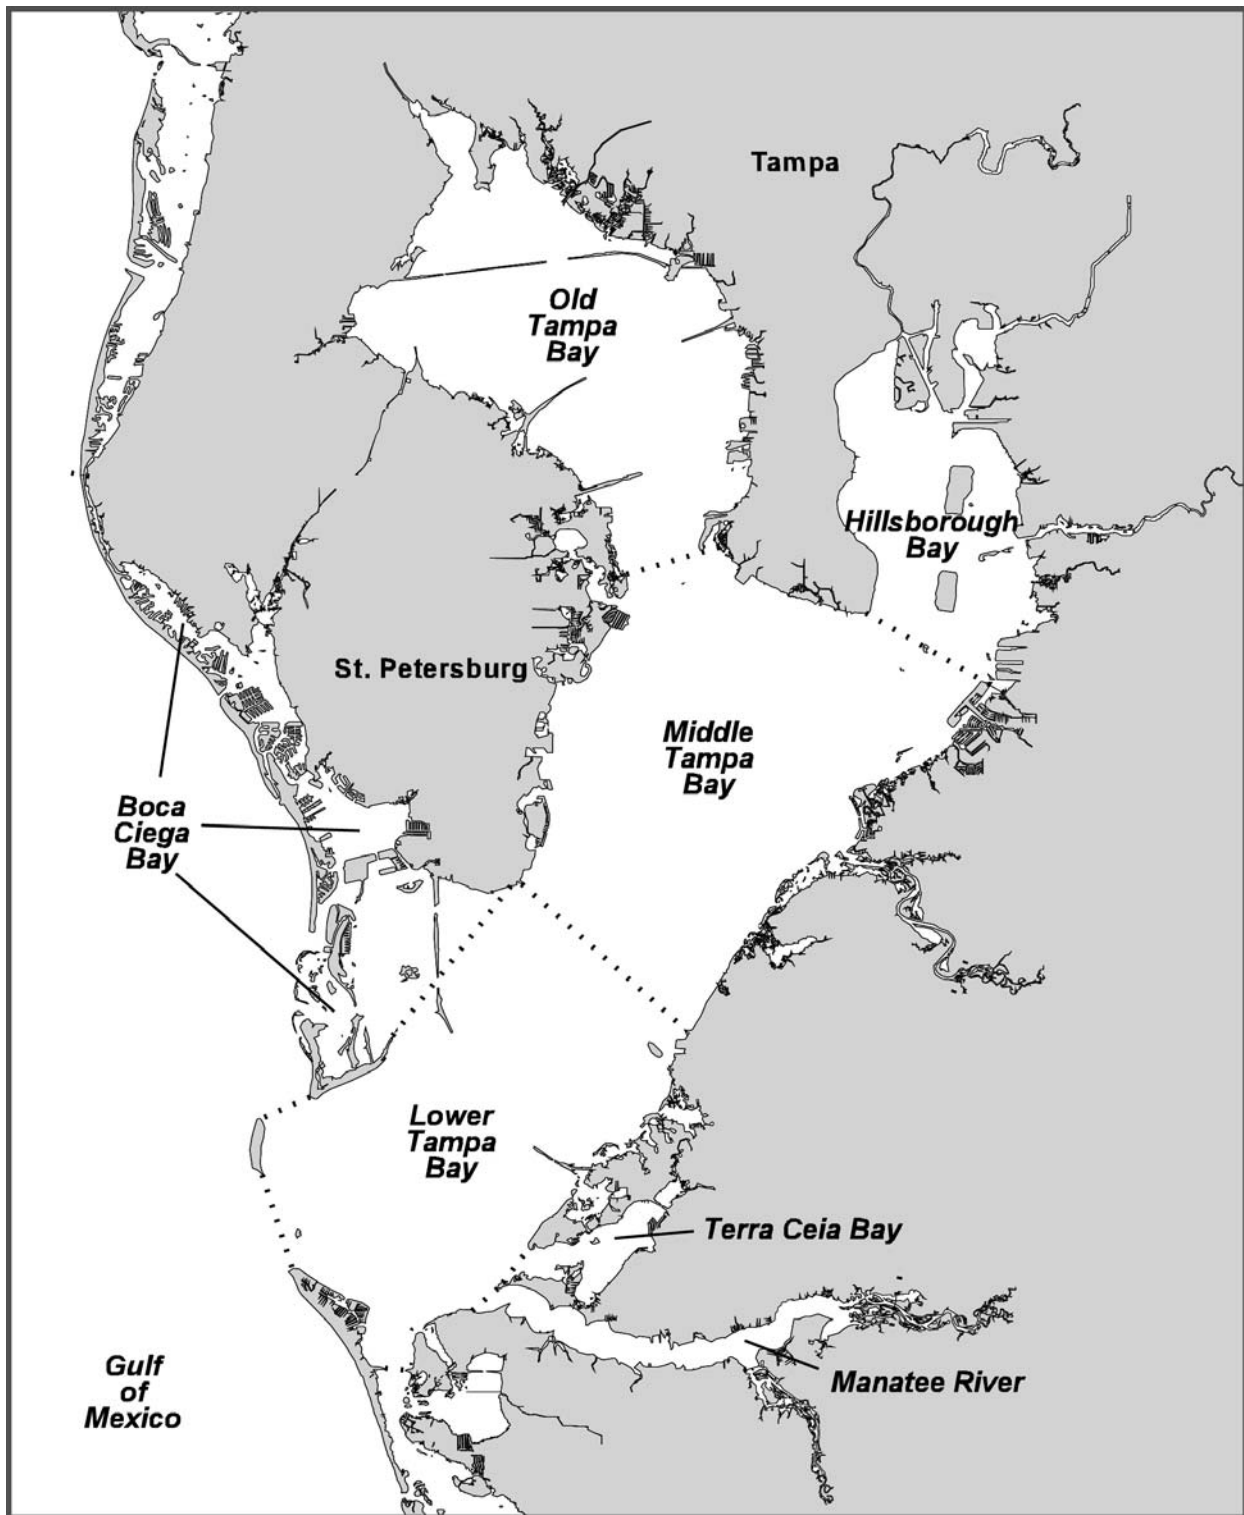 Tampa
Old
Tampa
Bay
Hillsborough
Bay
St. Petersburg
Middle
Tampa
Bay
Boca
Ciega
Bay
Lower
Tampa
Bay
Terra Ceia Bay
Gulf
of
Mexico
Manatee River